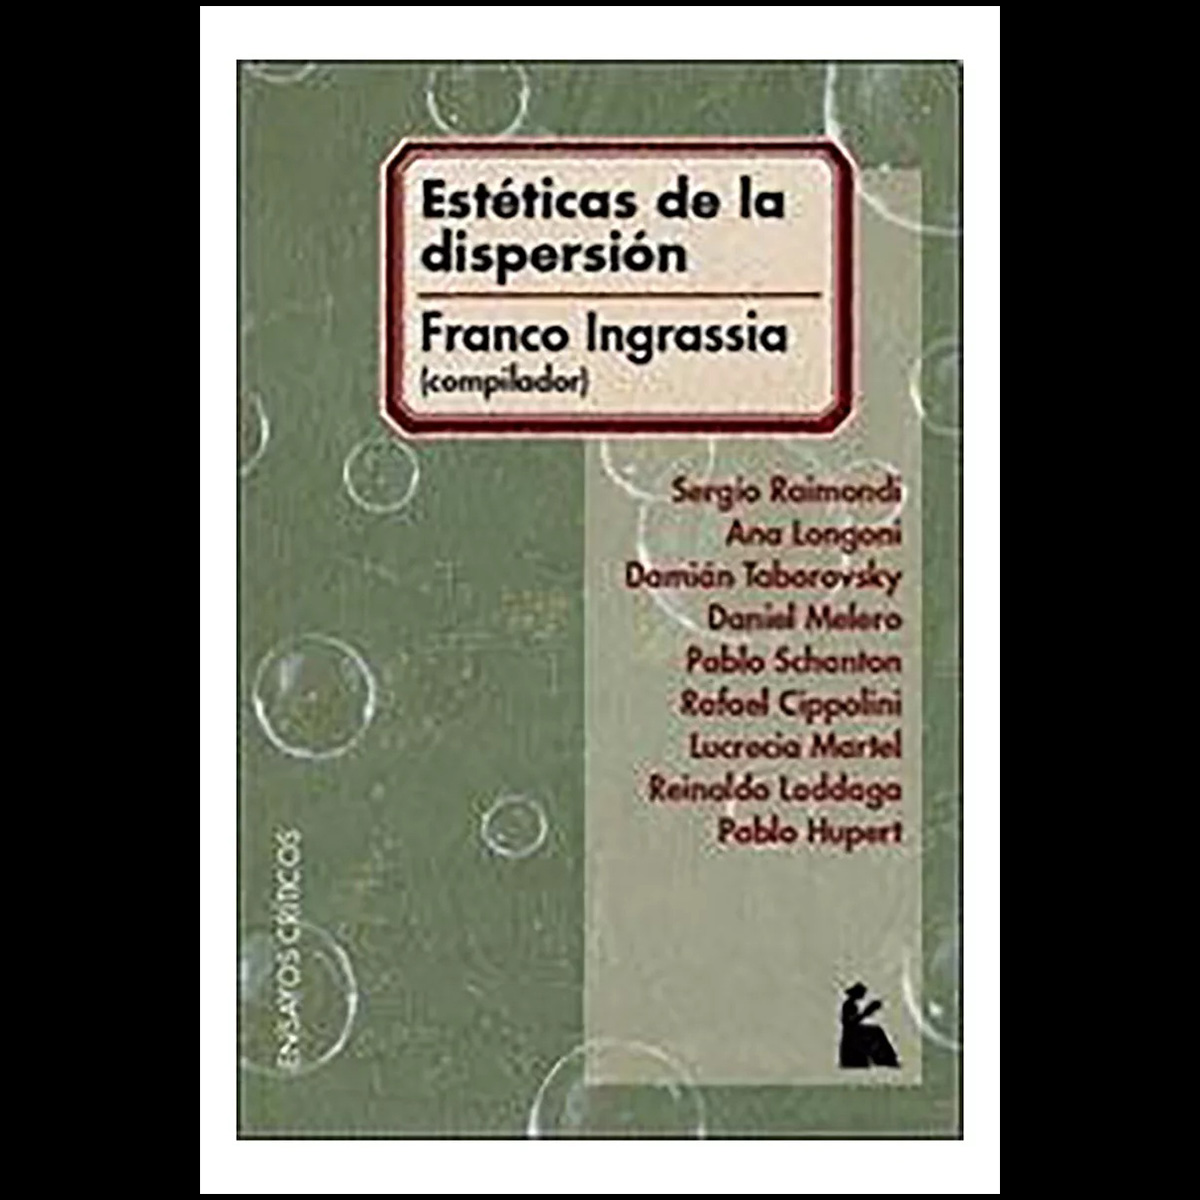 Estéticas de la
dispersión
Franco Ingrassia
(compilador)
Sergio Raimondi
Ana Longoni
Damián Tabarovsky
Daniel Melero
Pablo Schanton
Rafael Cippolini
Lucrecia Martel
Reinaldo Laddaga
Pablo Hupert
ENSAYOS CRÍTICOS